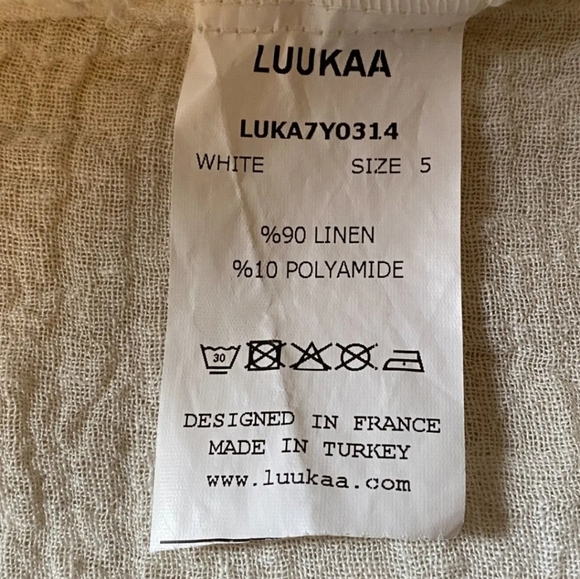 LUUKAA
LUKA7Y0314
WHITE SIZE 5
%90 LINEN
%10 POLYAMIDE
30
DESIGNED IN FRANCE
MADE IN TURKEY
www.luukaa.com